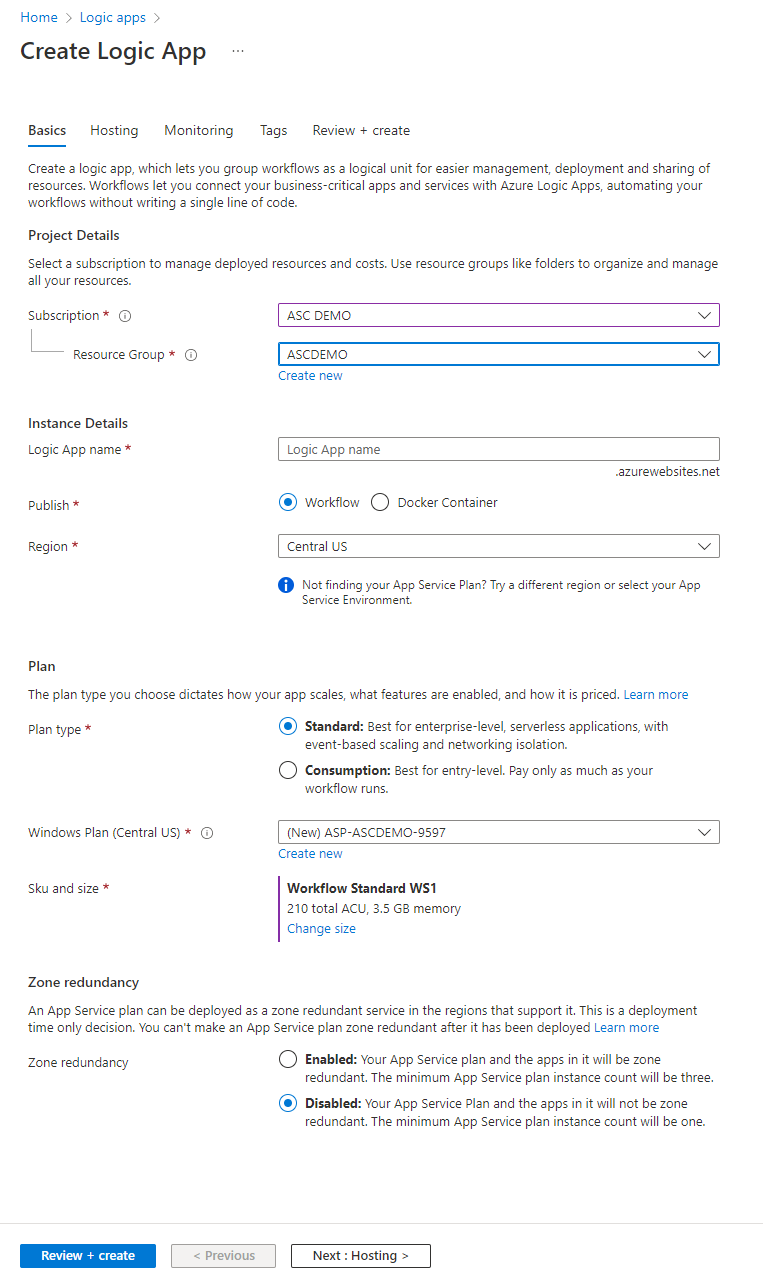 Home > Logic apps >
Create Logic App ...
Basics Hosting Monitoring Tags Review + create
Create a logic app, which lets you group workflows as a logical unit for easier management, deployment and sharing of
resources. Workflows let you connect your business-critical apps and services with Azure Logic Apps, automating your
workflows without writing a single line of code.
Project Details
Select a subscription to manage deployed resources and costs. Use resource groups like folders to organize and manage
all your resources.
Subscription * ASC DEMO
Resource Group * ASCDEMO
Create new
Instance Details
Logic App name * Logic App name
.azurewebsites.net
Publish * Workflow Docker Container
Region * Central US
Not finding your App Service Plan? Try a different region or select your App
Service Environment.
Plan
The plan type you choose dictates how your app scales, what features are enabled, and how it is priced. Learn more
Plan type * Standard: Best for enterprise-level, serverless applications, with
event-based scaling and networking isolation.
Consumption: Best for entry-level. Pay only as much as your
workflow runs.
Windows Plan (Central US) * (New) ASP-ASCDEMO-9597
Create new
Sku and size * Workflow Standard WS1
210 total ACU, 3.5 GB memory
Change size
Zone redundancy
An App Service plan can be deployed as a zone redundant service in the regions that support it. This is a deployment
time only decision. You can't make an App Service plan zone redundant after it has been deployed Learn more
Zone redundancy Enabled: Your App Service plan and the apps in it will be zone
redundant. The minimum App Service plan instance count will be three.
Disabled: Your App Service Plan and the apps in it will not be zone
redundant. The minimum App Service plan instance count will be one.
Review + create < Previous Next : Hosting >